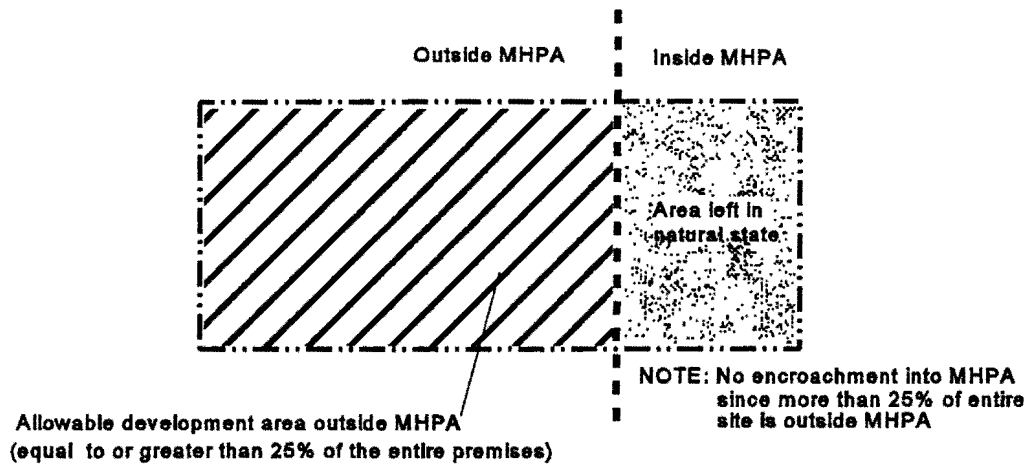 Outside MHPA
Inside MHPA
Area left in
natural state
NOTE: No encroachment into MHPA
since more than 25% of entire
site is outside MHPA
Allowable development area outside MHPA
(equal to or greater than 25% of the entire premises)